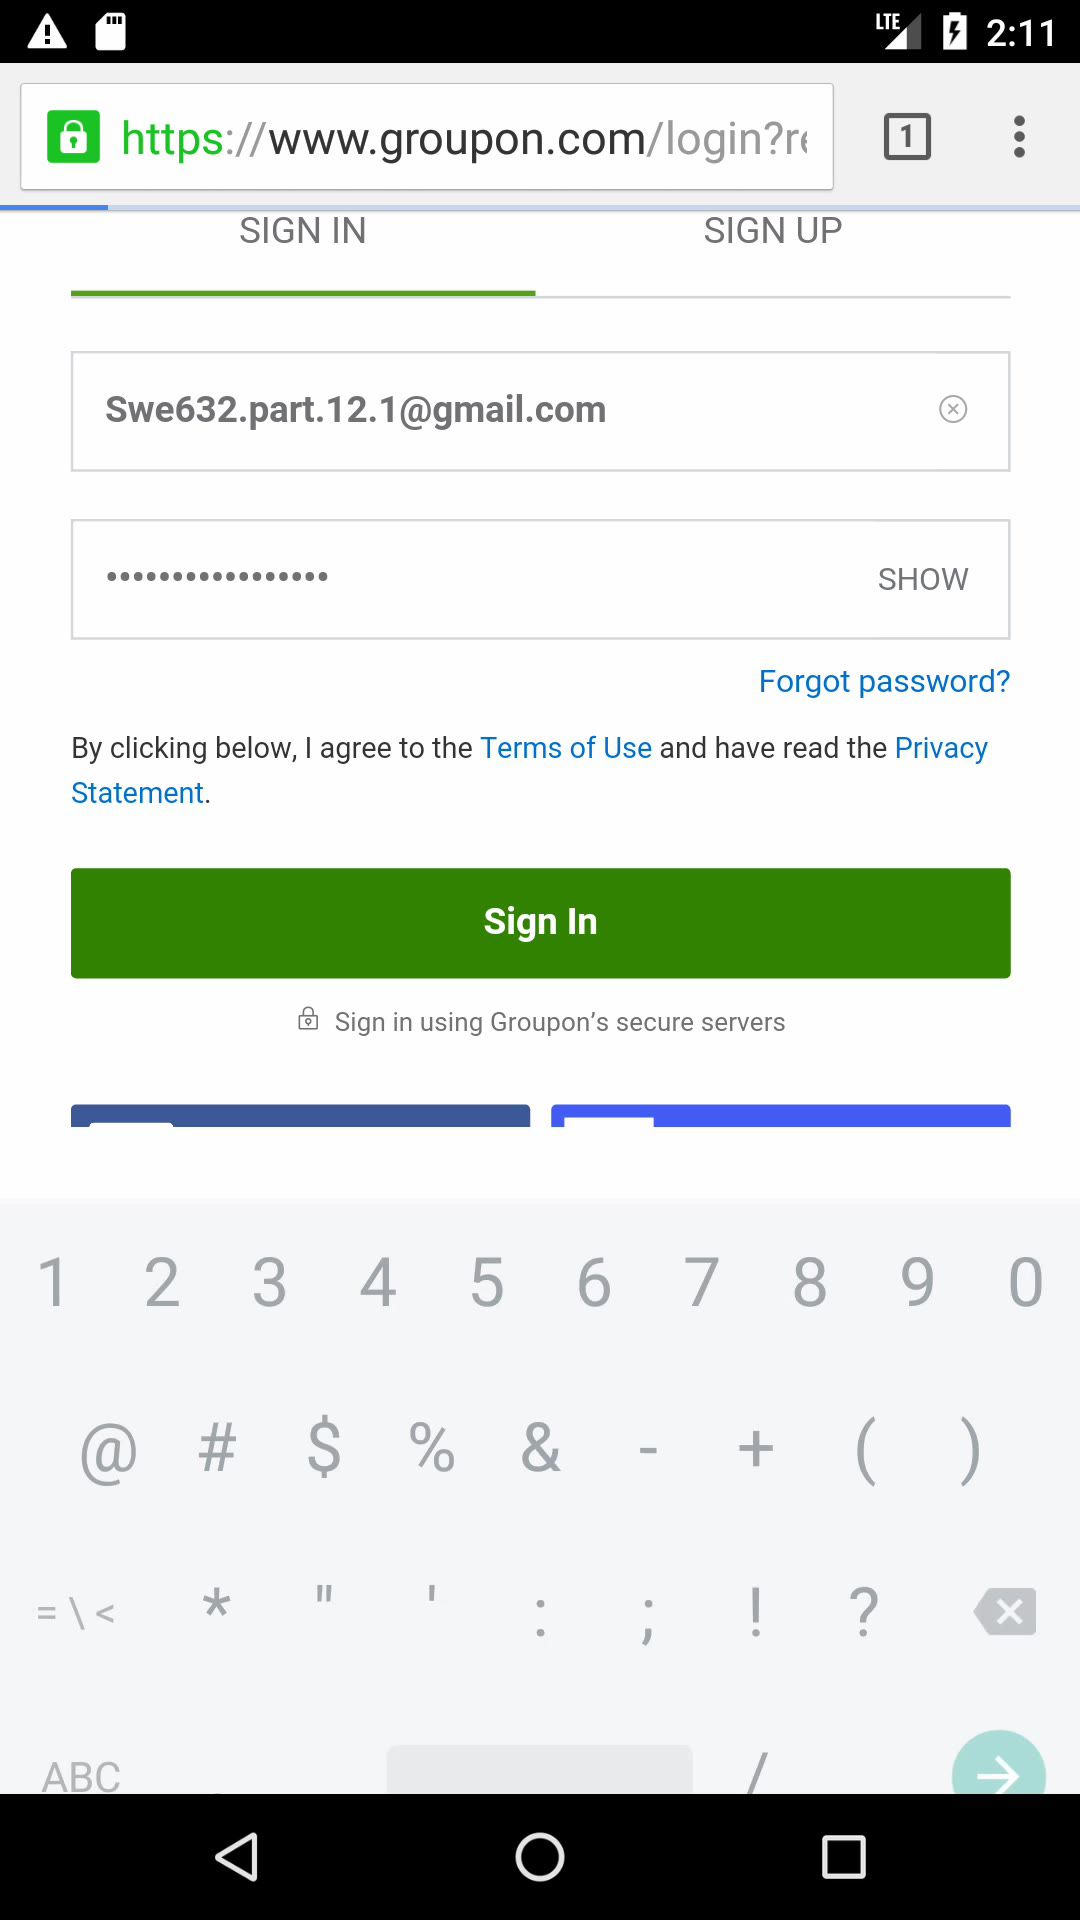 LTE 2:11
https://www.groupon.com/login?re
1
SIGN IN SIGN UP
Swe632.part.12.1@gmail.com
••••••••••••••••• SHOW
Forgot password?
By clicking below, I agree to the Terms of Use and have read the Privacy
Statement.
Sign In
Sign in using Groupon’s secure servers
1 2 3 4 5 6 7 8 9 0
@ # $ % & - + ( )
= \ < * " ' : ; ! ?
ABC /